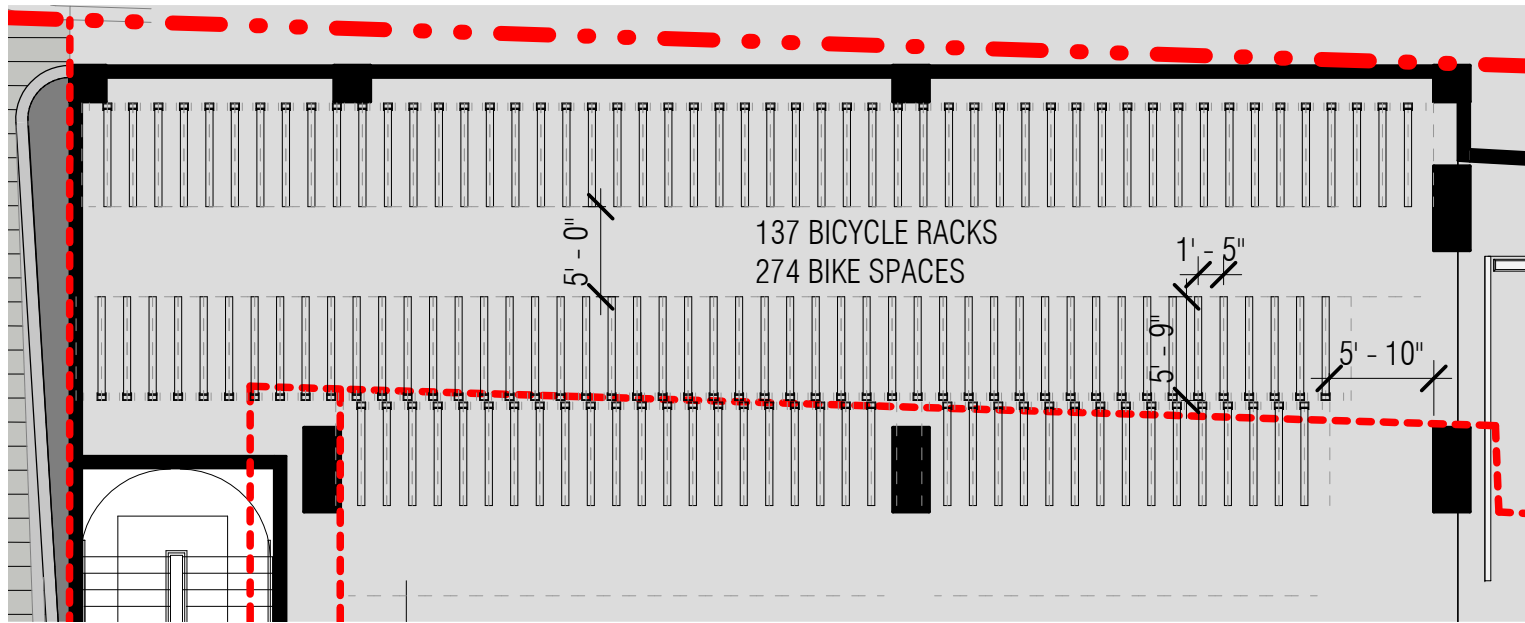 137 BICYCLE RACKS
274 BIKE SPACES
5' - 0"
1' - 5"
5' - 9"
5' - 10"